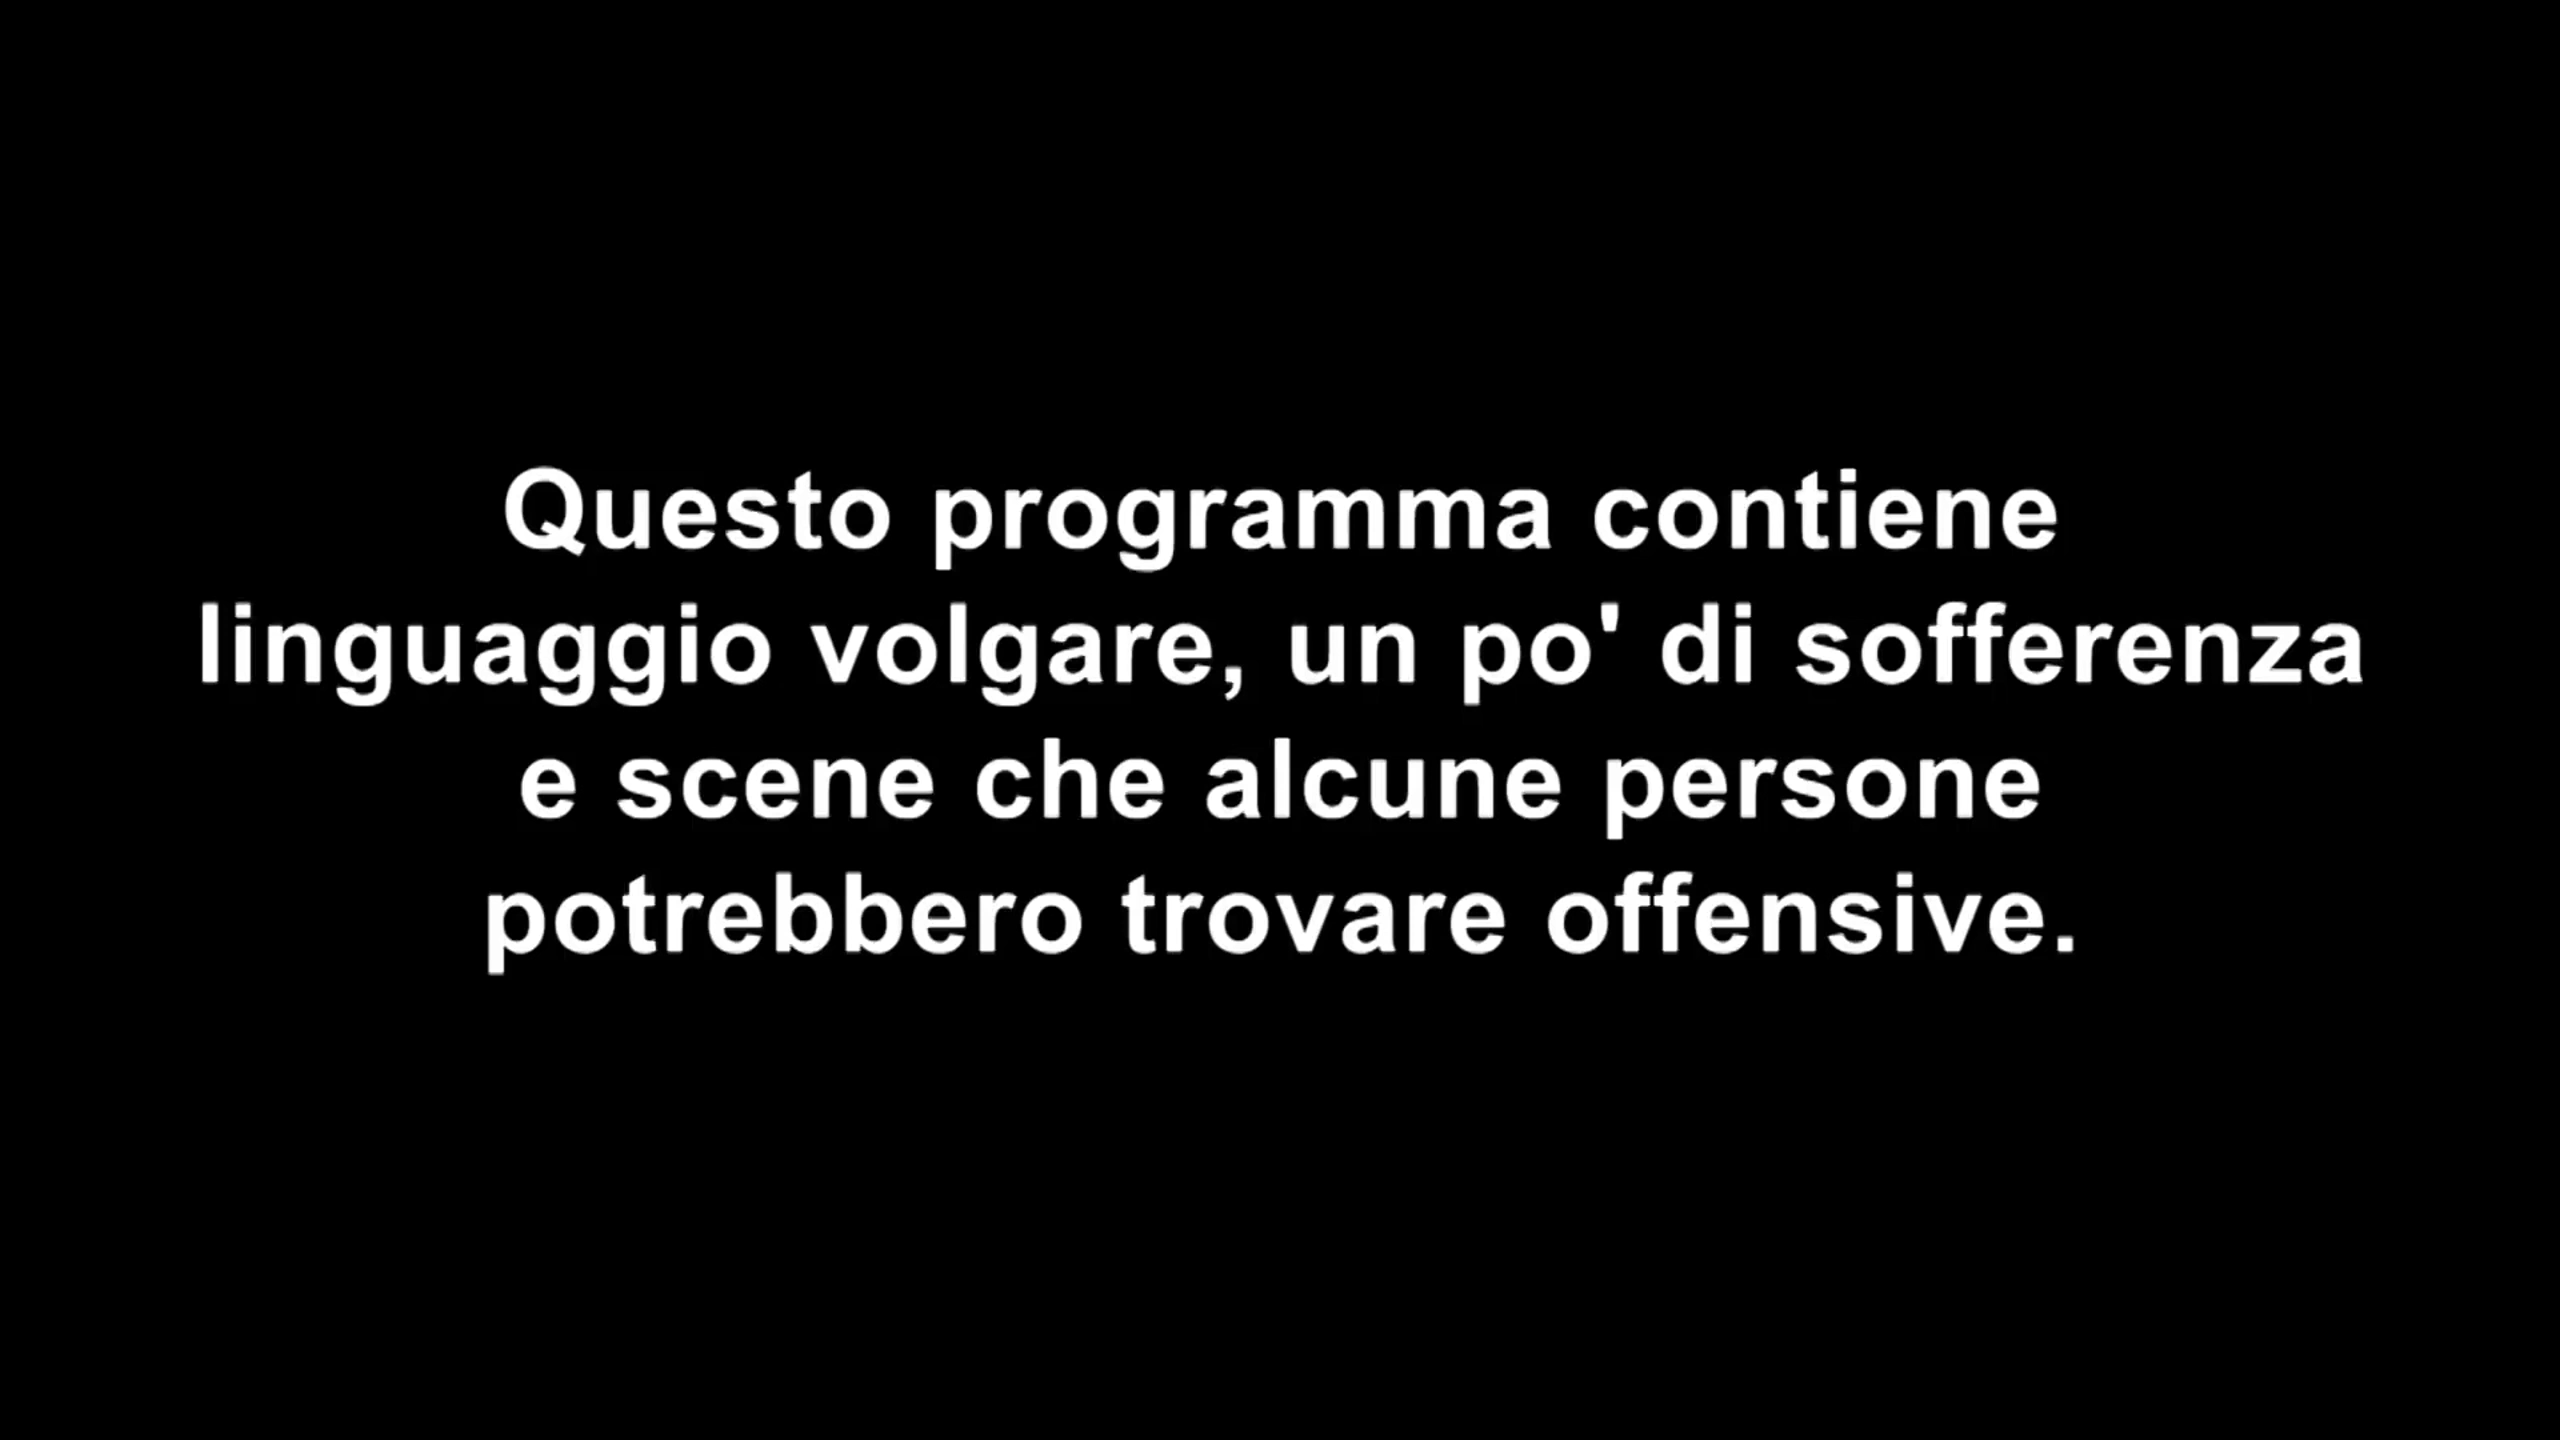 Questo programma contiene
linguaggio volgare, un po' di sofferenza
e scene che alcune persone
potrebbero trovare offensive.